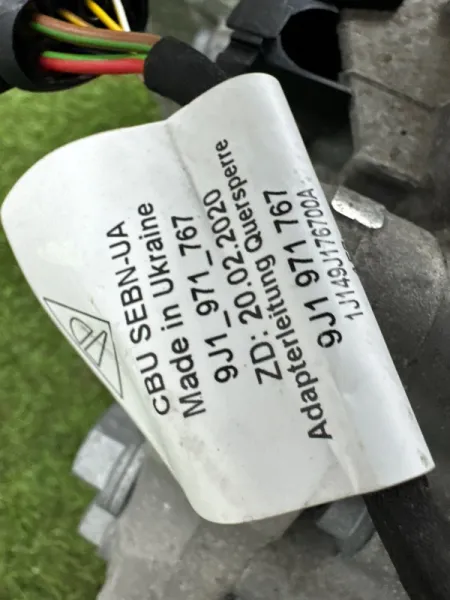 CBU SEBN-UA
Made in Ukraine
9J1_971_767
ZD: 20.02.2020
Adapterleitung Quersperre
9J1 971 767
1J149J176700A